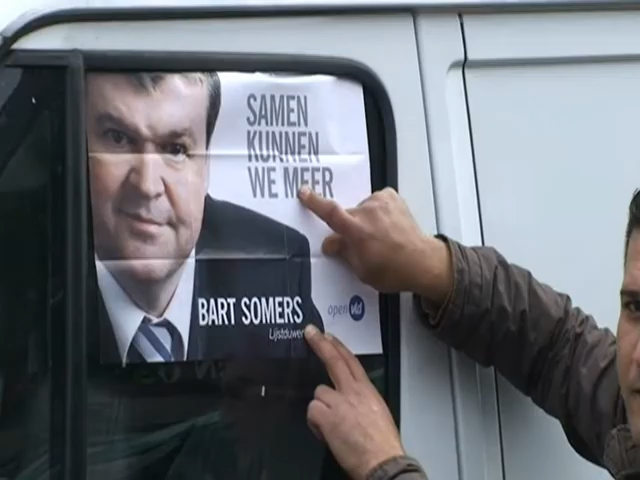 SAMEN
KUNNEN
WE MEER
BART SOMERS
Lijstduwer
open vld